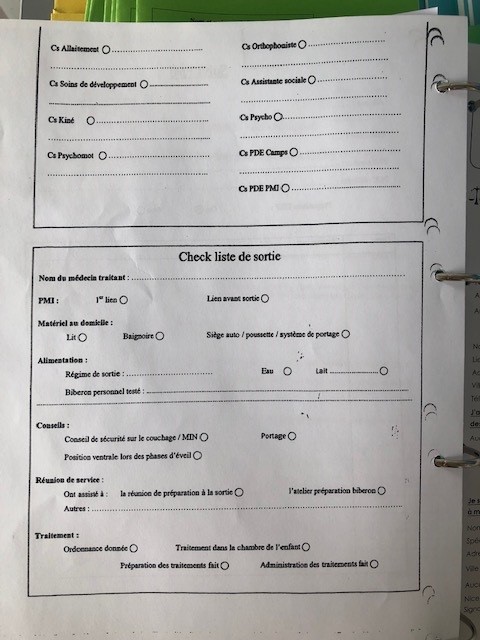 Cs Allaitement O.......................... Cs Orthophoniste O..........................
Cs Soins de développement O.................. Cs Assistante sociale O........................
Cs Kiné O.............................. Cs Psycho O..................................
Cs Psychomot O.......................... Cs PDE Camps O..............................
Cs PDE PMI O..............................
Check liste de sortie
Nom du médecin traitant : ..........................................................
PMI : 1er lien O Lien avant sortie O
Matériel au domicile :
Lit O Baignoire O Siège auto / poussette / système de portage O
Alimentation :
Régime de sortie : .......................... Eau O Lait ................ O
Biberon personnel testé : ..........................................................
Conseils :
Conseil de sécurité sur le couchage / MIN O Portage O
Position ventrale lors des phases d'éveil O
Réunion de service :
Ont assisté à : la réunion de préparation à la sortie O l'atelier préparation biberon O
Autres : ..........................................................
Traitement :
Ordonnance donnée O Traitement dans la chambre de l'enfant O
Préparation des traitements fait O Administration des traitements fait O